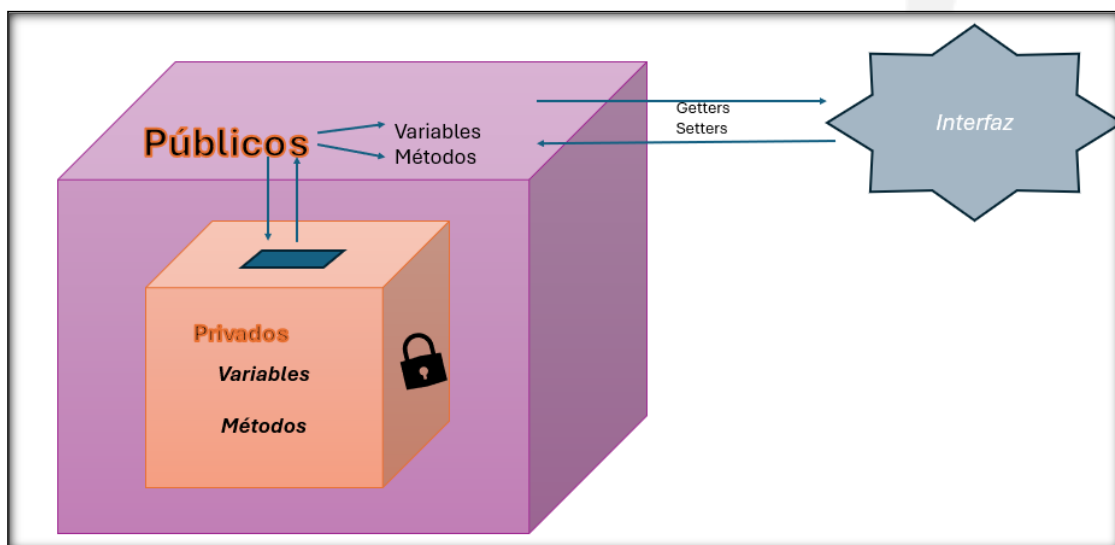 Públicos
Variables
Métodos
Getters
Setters
Interfaz
Privados
Variables
Métodos